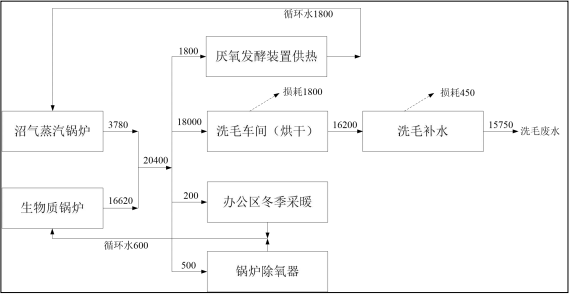 循环水1800
1800
厌氧发酵装置供热
损耗1800
损耗450
沼气蒸汽锅炉
3780
18000
洗毛车间（烘干）
16200
洗毛补水
15750
洗毛废水
20400
生物质锅炉
16620
200
办公区冬季采暖
循环水600
500
锅炉除氧器